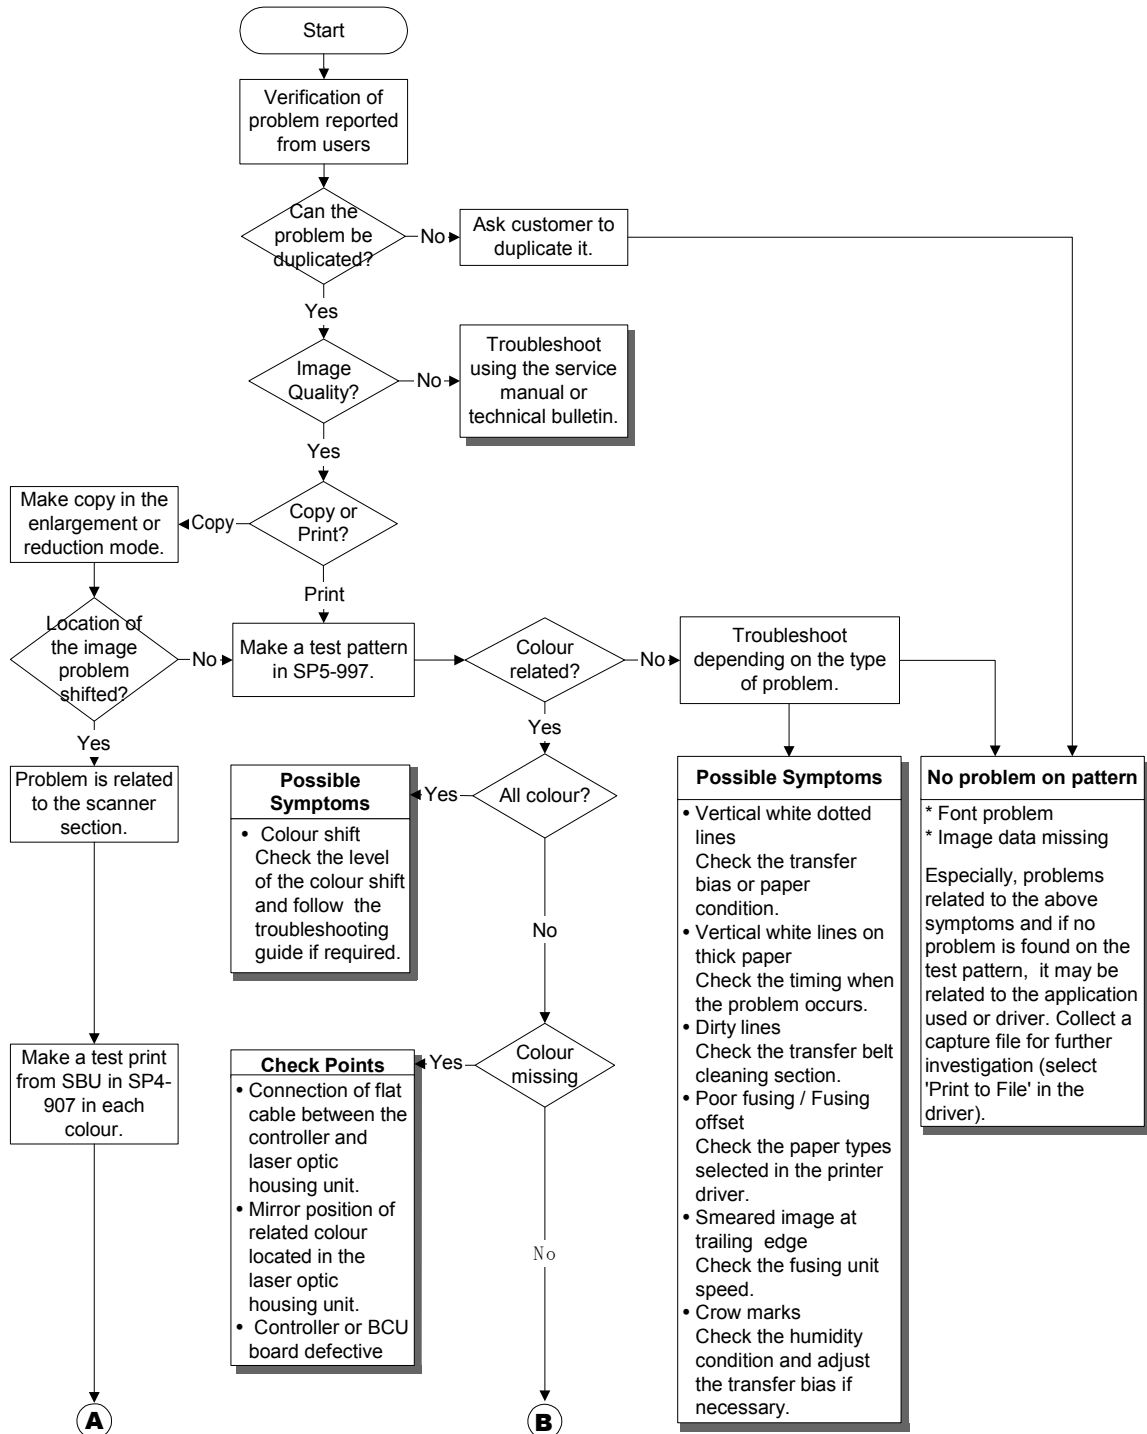 Start
Verification of
problem reported
from users
Can the
problem be
duplicated?
No
Ask customer to
duplicate it.
Yes
Image
Quality?
No
Troubleshoot
using the service
manual or
technical bulletin.
Yes
Copy or
Print?
Copy
Make copy in the
enlargement or
reduction mode.
Print
Location of
the image
problem
shifted?
No
Make a test pattern
in SP5-997.
Colour
related?
No
Troubleshoot
depending on the type
of problem.
Yes
Yes
Problem is related
to the scanner
section.
All colour?
Yes
Possible
Symptoms
• Colour shift
Check the level
of the colour shift
and follow the
troubleshooting
guide if required.
No
Possible Symptoms
• Vertical white dotted
lines
Check the transfer
bias or paper
condition.
• Vertical white lines on
thick paper
Check the timing when
the problem occurs.
• Dirty lines
Check the transfer belt
cleaning section.
• Poor fusing / Fusing
offset
Check the paper types
selected in the printer
driver.
• Smeared image at
trailing edge
Check the fusing unit
speed.
• Crow marks
Check the humidity
condition and adjust
the transfer bias if
necessary.
No problem on pattern
* Font problem
* Image data missing
Especially, problems
related to the above
symptoms and if no
problem is found on the
test pattern, it may be
related to the application
used or driver. Collect a
capture file for further
investigation (select
'Print to File' in the
driver).
Make a test print
from SBU in SP4-
907 in each
colour.
Colour
missing
Yes
Check Points
• Connection of flat
cable between the
controller and
laser optic
housing unit.
• Mirror position of
related colour
located in the
laser optic
housing unit.
• Controller or BCU
board defective
No
A
B